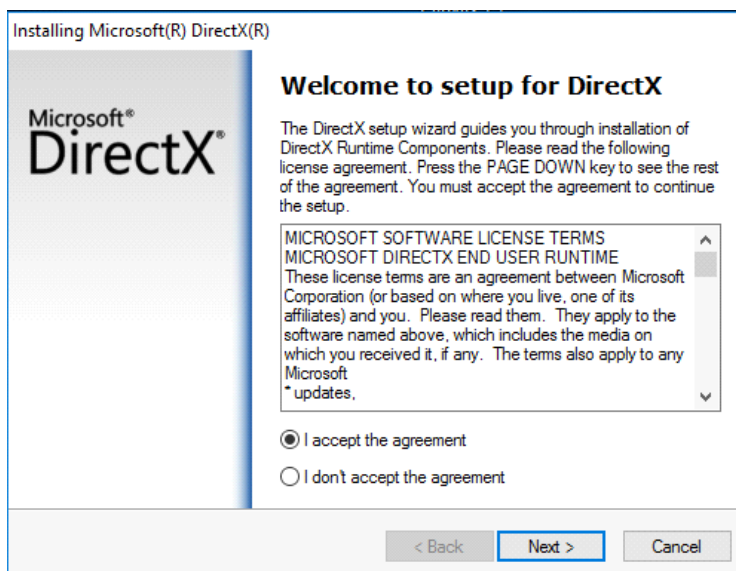 Installing Microsoft(R) DirectX(R)
Microsoft®
DirectX®
Welcome to setup for DirectX
The DirectX setup wizard guides you through installation of
DirectX Runtime Components. Please read the following
license agreement. Press the PAGE DOWN key to see the rest
of the agreement. You must accept the agreement to continue
the setup.
MICROSOFT SOFTWARE LICENSE TERMS
MICROSOFT DIRECTX END USER RUNTIME
These license terms are an agreement between Microsoft
Corporation (or based on where you live, one of its
affiliates) and you.  Please read them.  They apply to the
software named above, which includes the media on
which you received it, if any.  The terms also apply to any
Microsoft
* updates,
I accept the agreement
I don't accept the agreement
< Back
Next >
Cancel